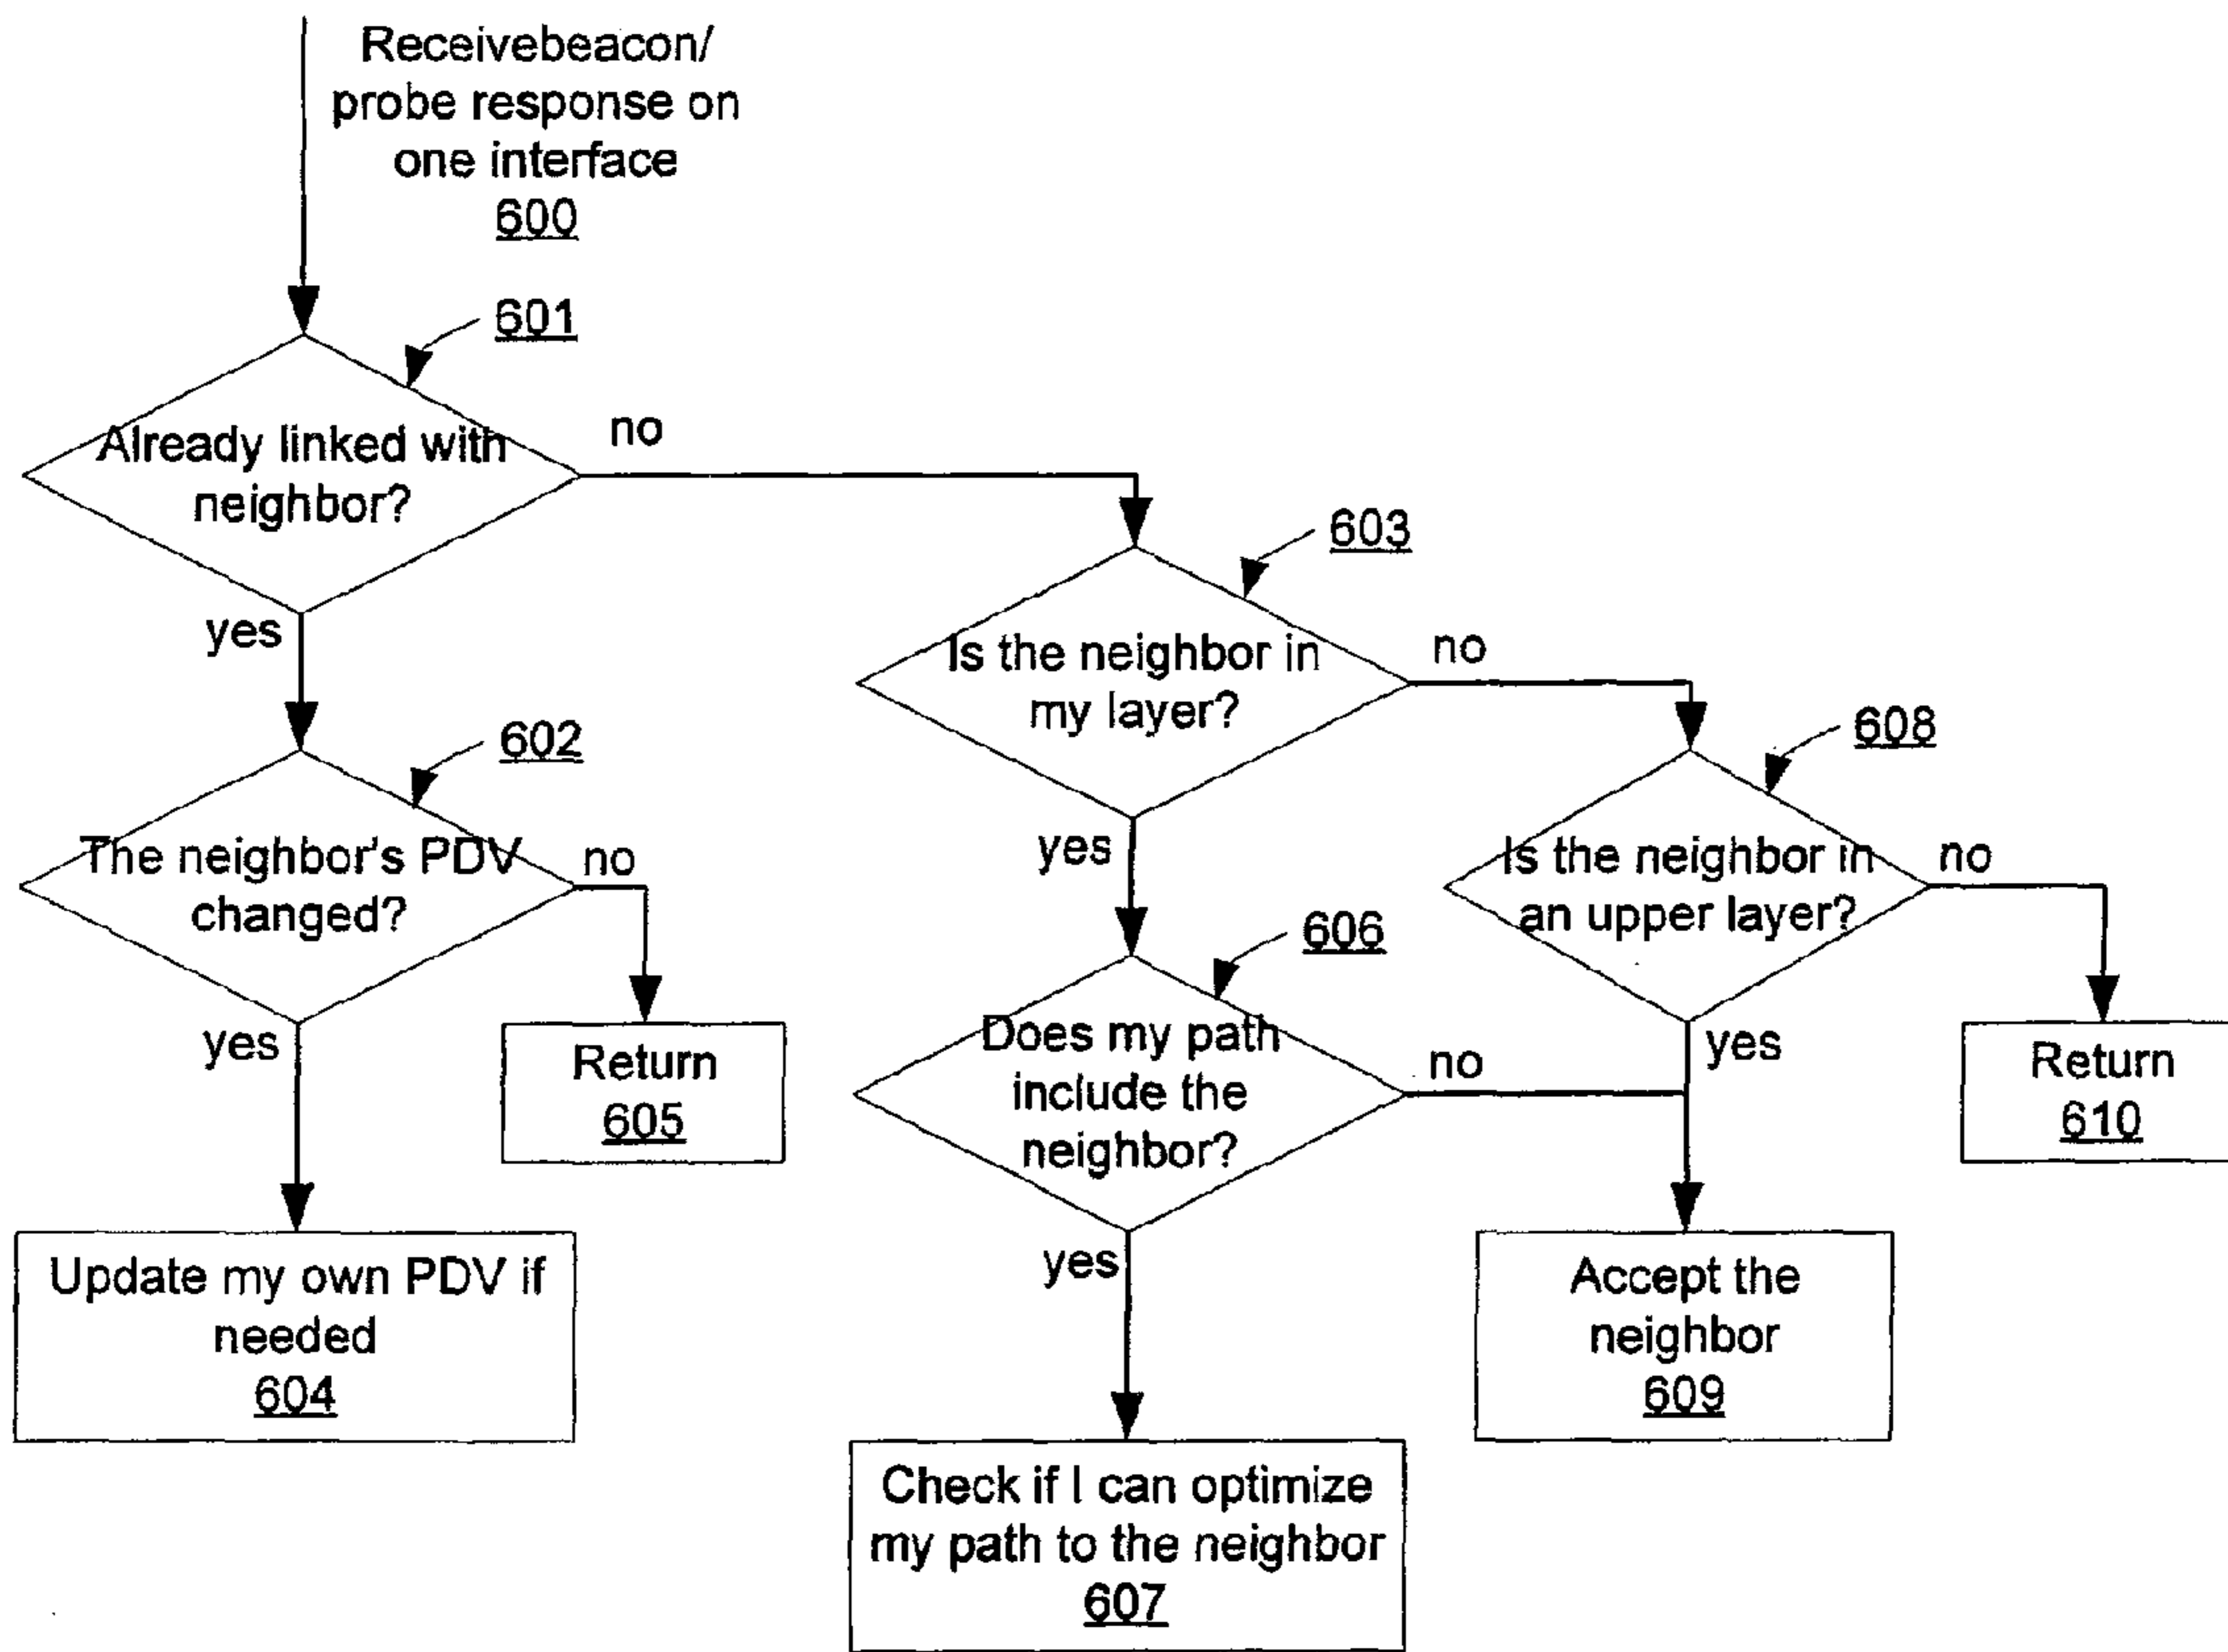 Receivebeacon/
probe response on
one interface
600
601
Already linked with
neighbor?
no
yes
603
Is the neighbor in
my layer?
no
yes
602
The neighbor's PDV
changed?
no
yes
608
Is the neighbor in
an upper layer?
no
yes
606
Does my path
include the
neighbor?
no
yes
Return
605
Return
610
Update my own PDV if
needed
604
Accept the
neighbor
609
Check if I can optimize
my path to the neighbor
607